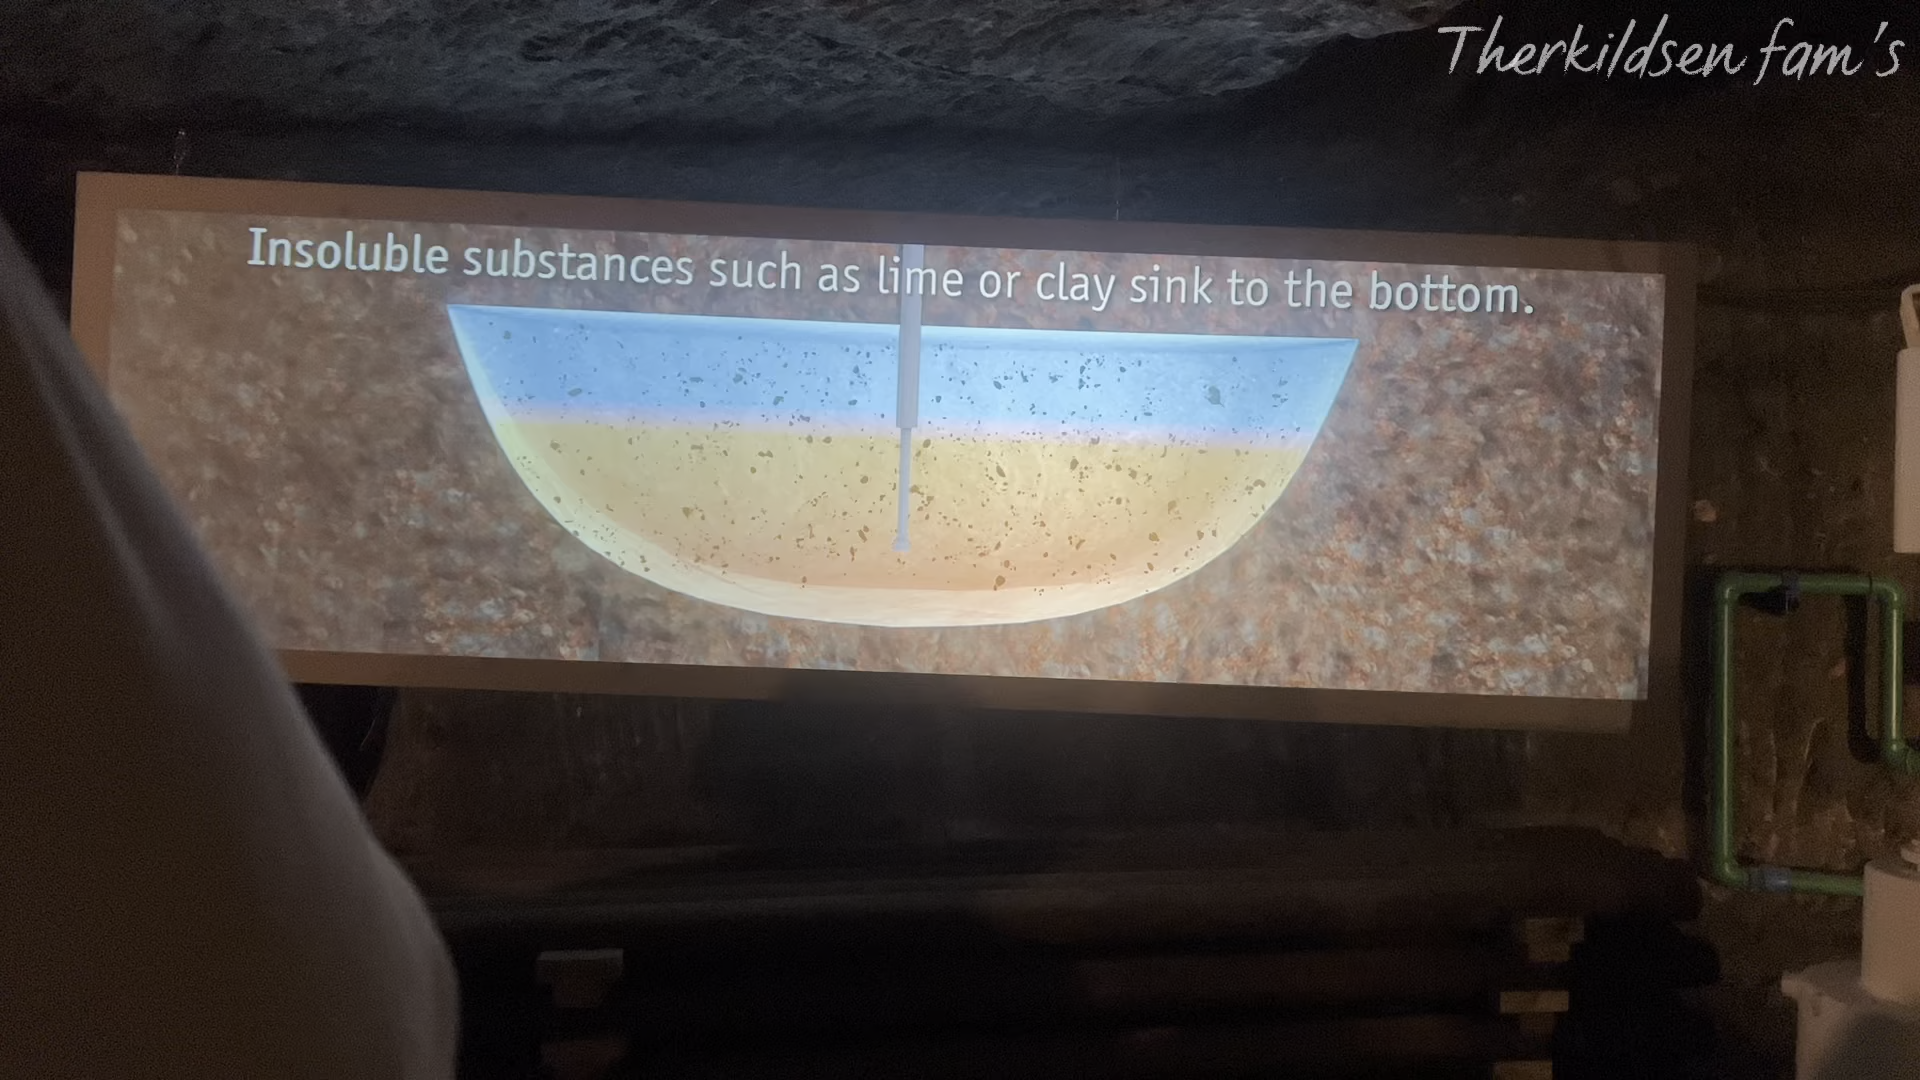 Therkildsen fam's
Insoluble substances such as lime or clay sink to the bottom.